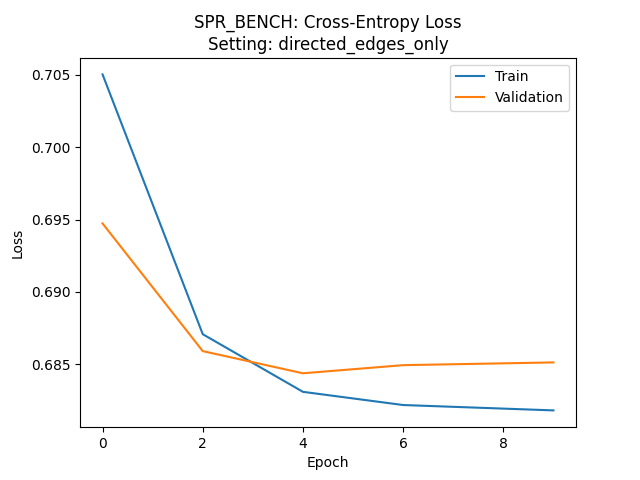 SPR_BENCH: Cross-Entropy Loss
Setting: directed_edges_only
Train
Validation
0.705
0.700
0.695
0.690
0.685
Loss
0 2 4 6 8
Epoch